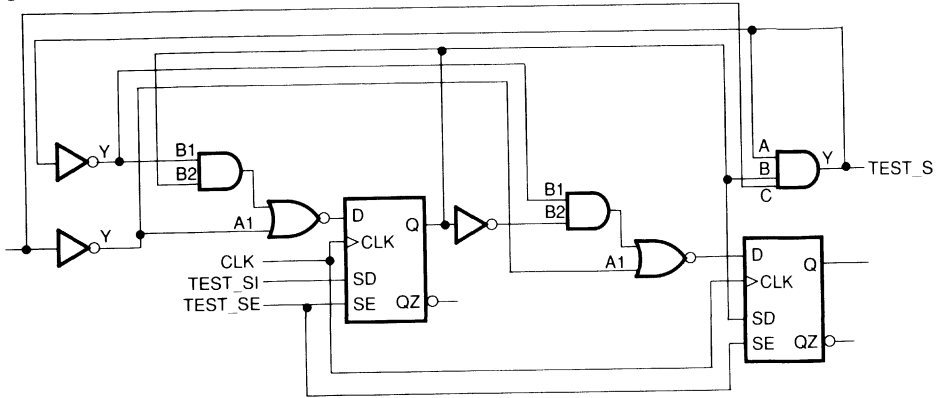 A
Y
B
TEST_S
C
Y
B1
B2
B1
B2
A1
D
Q
CLK
Y
A1
CLK
TEST_SI
SD
TEST_SE
SE
QZ
D
Q
CLK
SD
SE
QZ